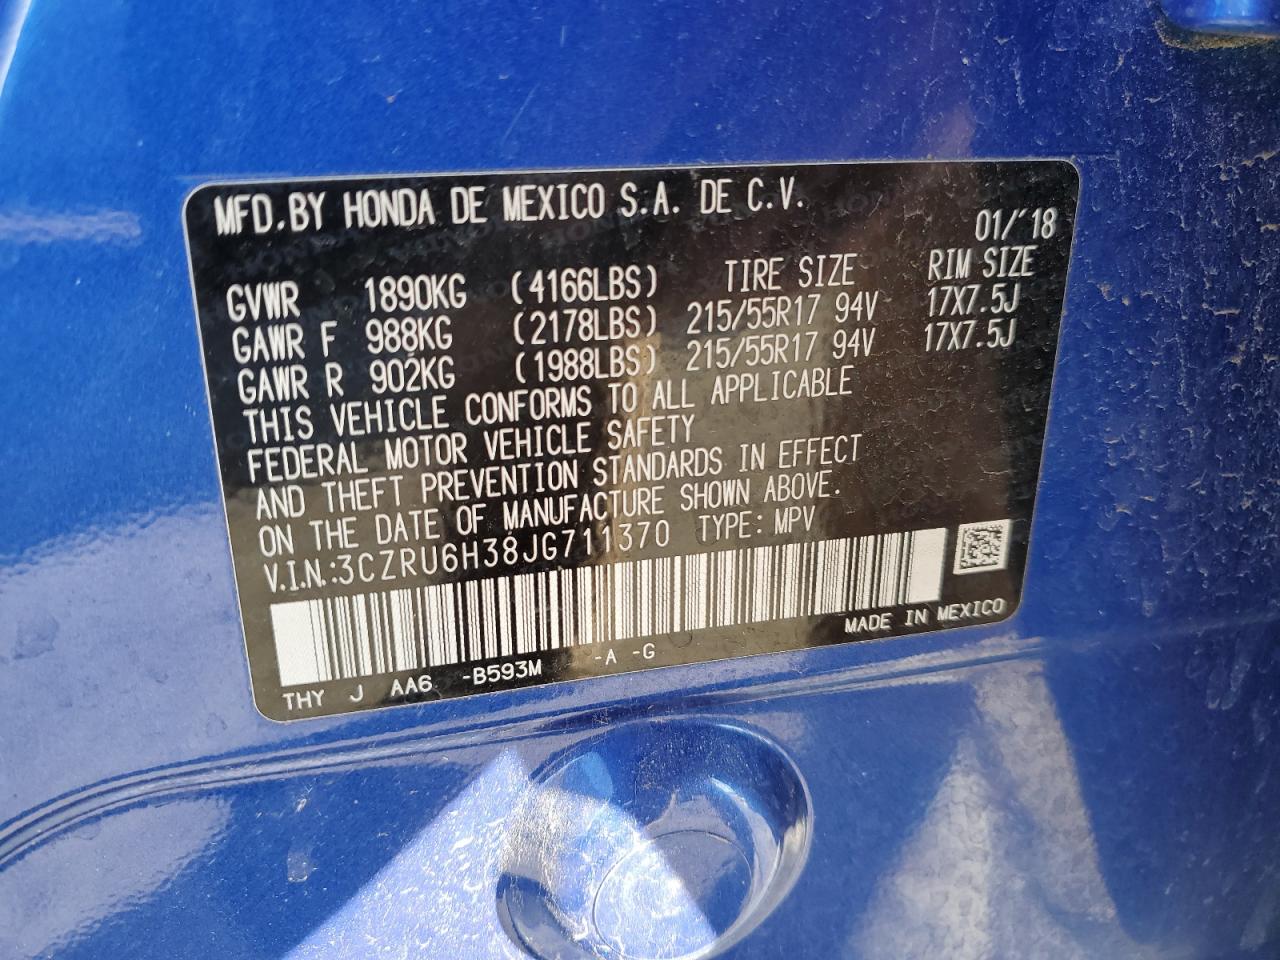 MFD. BY HONDA DE MEXICO S.A. DE C.V.
01/'18
GVWR 1890KG (4166LBS) TIRE SIZE RIM SIZE
GAWR F 988KG (2178LBS) 215/55R17 94V 17X7.5J
GAWR R 902KG (1988LBS) 215/55R17 94V 17X7.5J
THIS VEHICLE CONFORMS TO ALL APPLICABLE
FEDERAL MOTOR VEHICLE SAFETY
AND THEFT PREVENTION STANDARDS IN EFFECT
ON THE DATE OF MANUFACTURE SHOWN ABOVE.
V.I.N.:3CZRU6H38JG711370 TYPE: MPV
MADE IN MEXICO
THY J AA6 -B593M -A -G